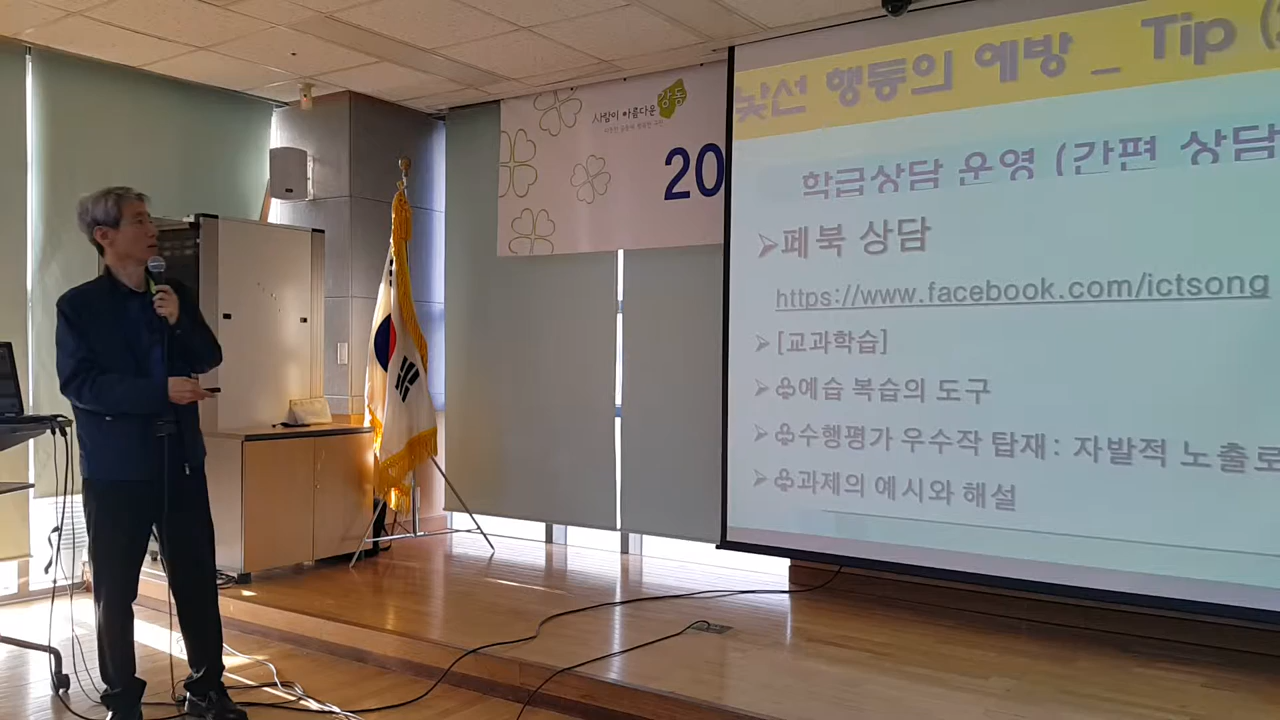 사람이 아름다운 강동
20
낯선 행동의 예방 _ Tip (
학급상담 운영 (간편 상담
➢페북 상담
https://www.facebook.com/ictsong
➢[교과학습]
➢♧예습 복습의 도구
➢♧수행평가 우수작 탑재 : 자발적 노출로
➢♧과제의 예시와 해설